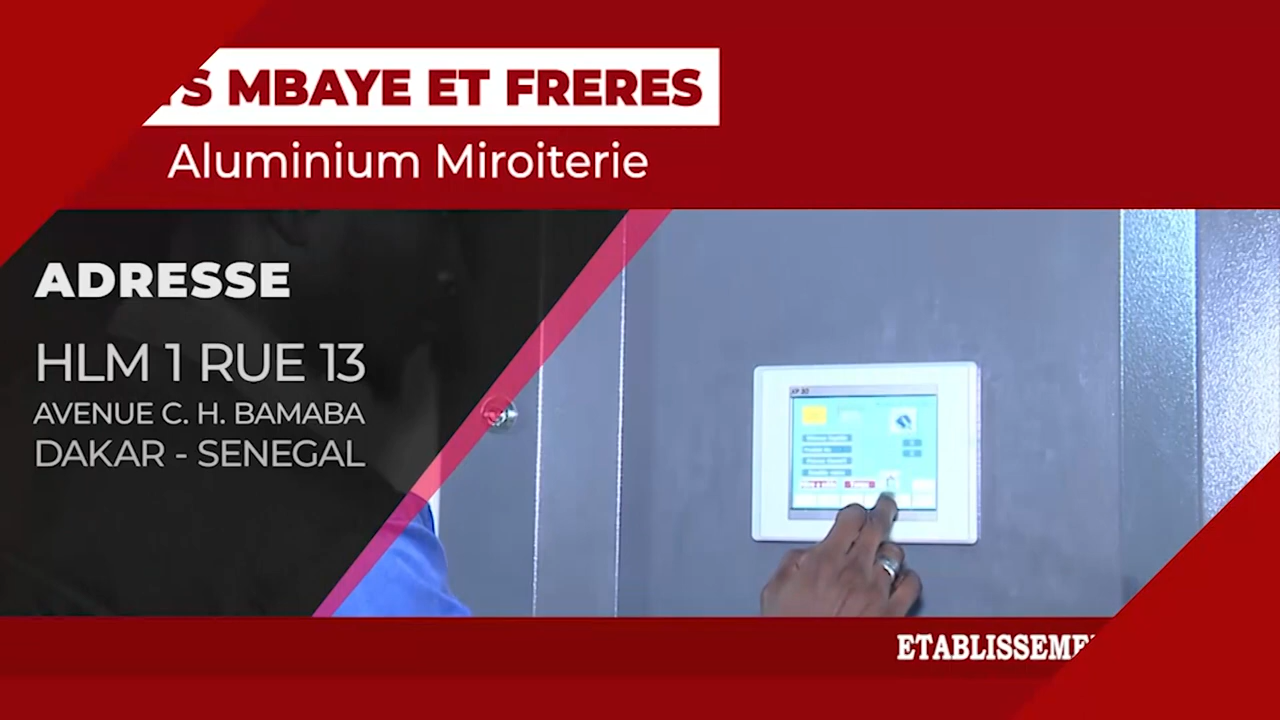 MBAYE ET FRERES
Aluminium Miroiterie
ADRESSE
HLM 1 RUE 13
AVENUE C. H. BAMABA
DAKAR - SENEGAL